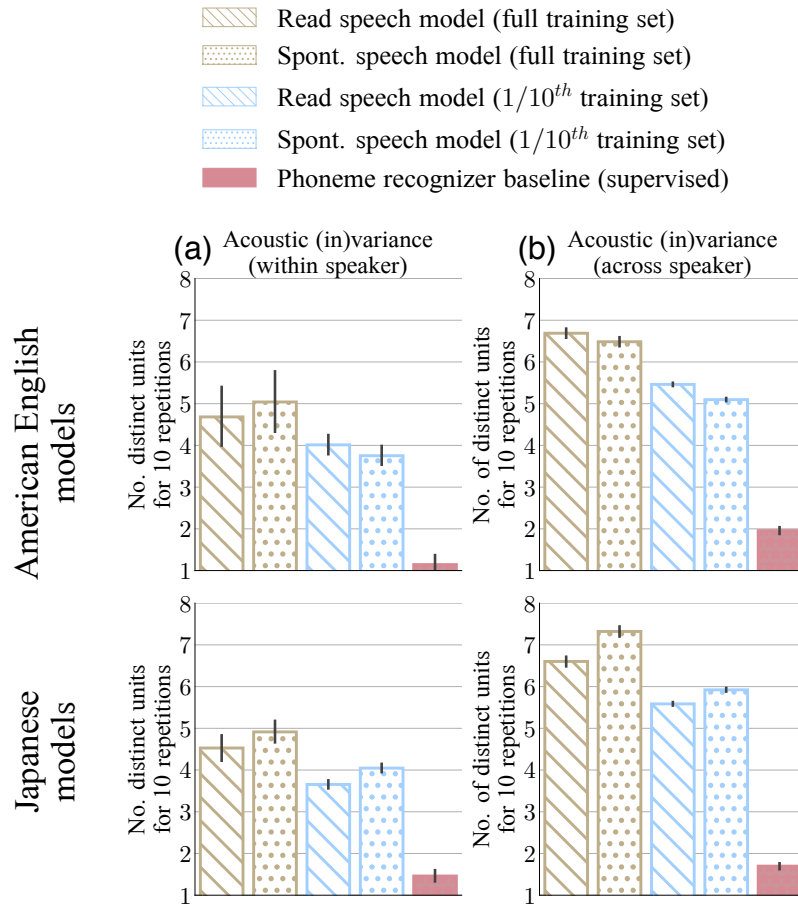 Read speech model (full training set)
Spont. speech model (full training set)
Read speech model (1/10th training set)
Spont. speech model (1/10th training set)
Phoneme recognizer baseline (supervised)
(a) Acoustic (in)variance
(within speaker)
(b) Acoustic (in)variance
(across speaker)
American English
models
No. distinct units
for 10 repetitions
8
7
6
5
4
3
2
1
No. of distinct units
for 10 repetitions
8
7
6
5
4
3
2
1
Japanese
models
No. distinct units
for 10 repetitions
8
7
6
5
4
3
2
1
No. of distinct units
for 10 repetitions
8
7
6
5
4
3
2
1